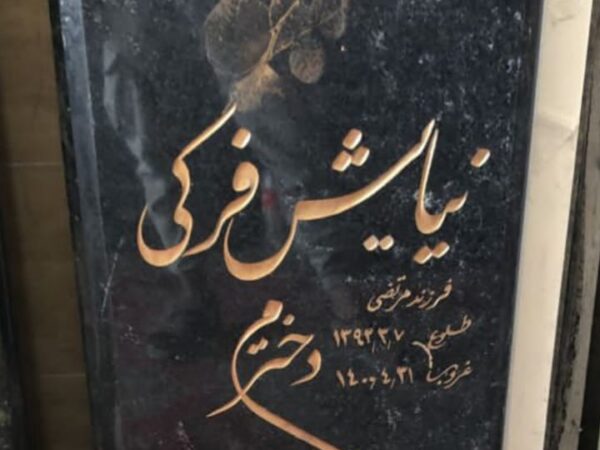 نیایش فرکی
فرزند مرتضی
طلوع ۱۳۹۳٫۳٫۷
غروب ۱۴۰۰٫۴٫۳۱
دخترم